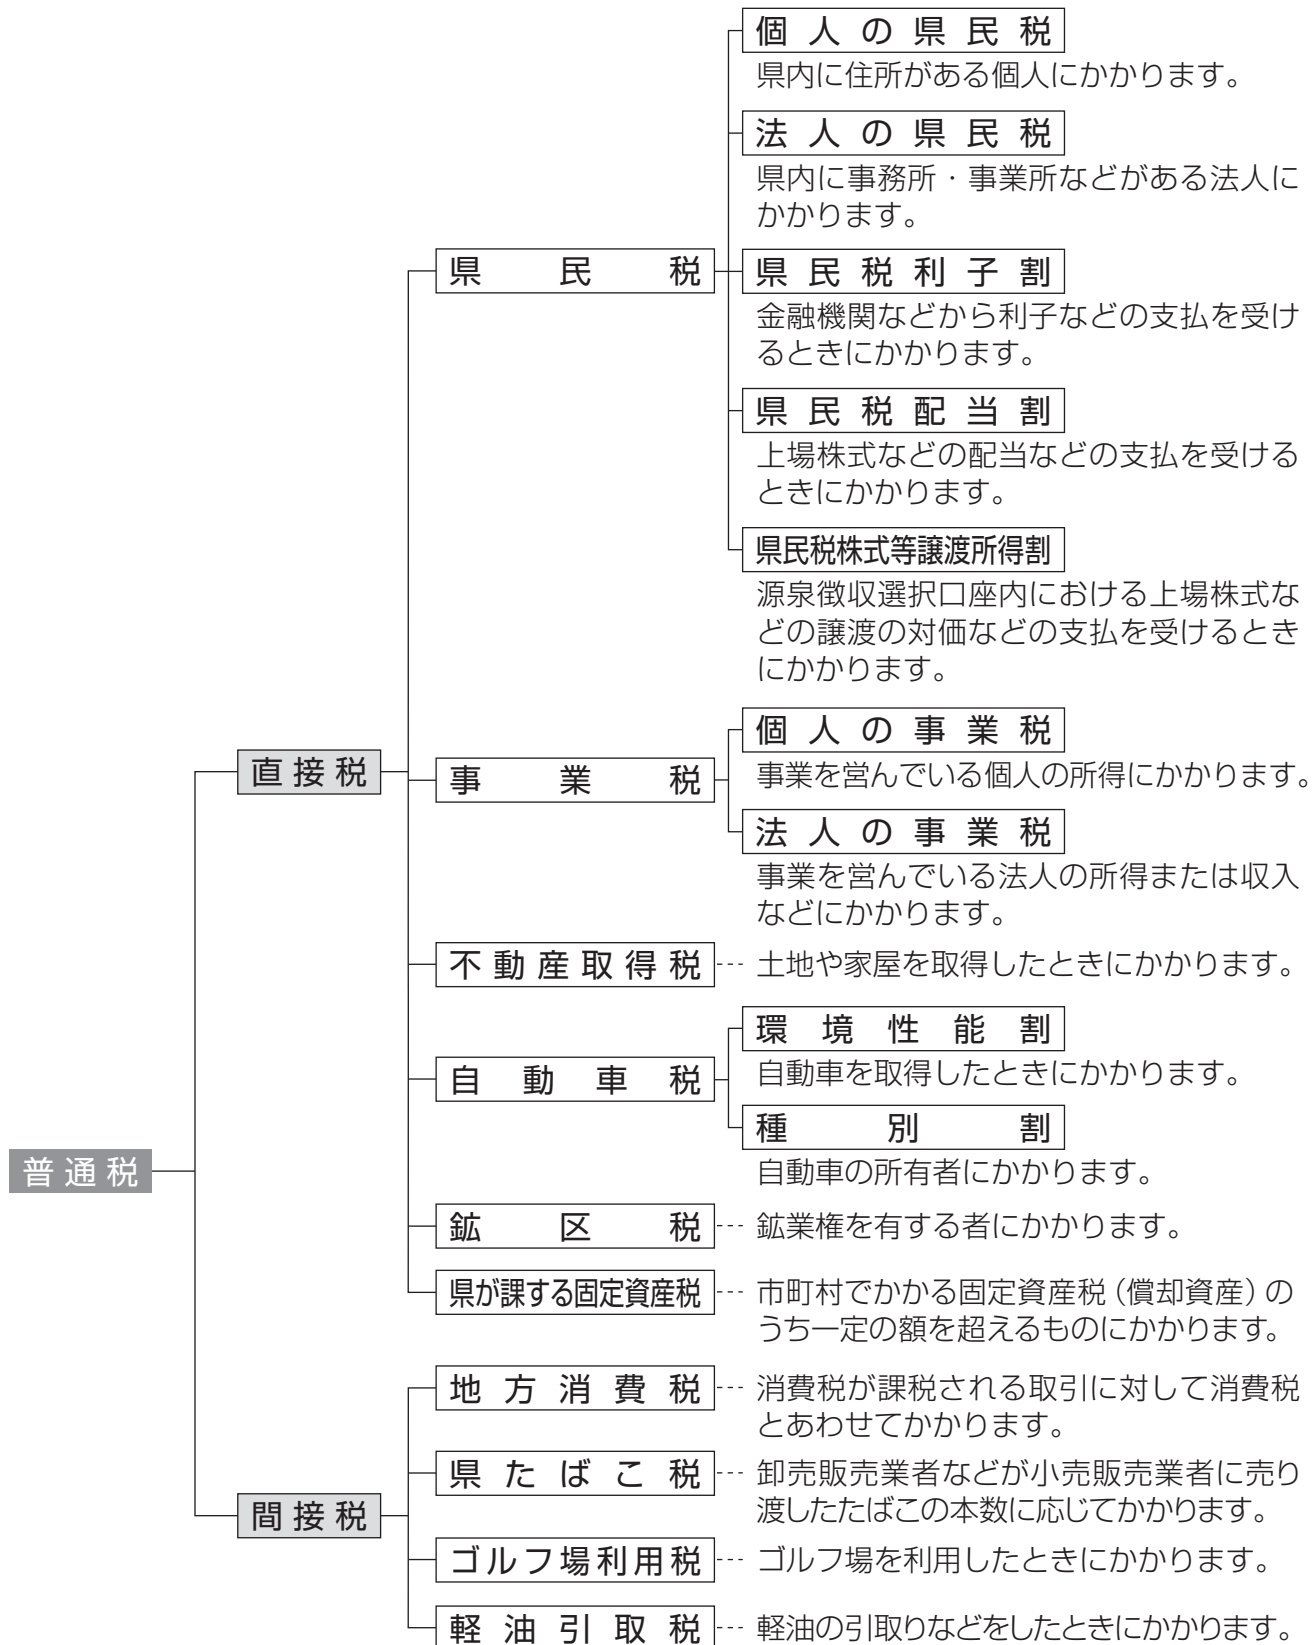 普通税
直接税
県民税
個人の県民税
県内に住所がある個人にかかります。
法人の県民税
県内に事務所・事業所などがある法人に
かかります。
県民税利子割
金融機関などから利子などの支払を受け
るときにかかります。
県民税配当割
上場株式などの配当などの支払を受ける
ときにかかります。
県民税株式等譲渡所得割
源泉徴収選択口座内における上場株式な
どの譲渡の対価などの支払を受けるとき
にかかります。
事業税
個人の事業税
事業を営んでいる個人の所得にかかります。
法人の事業税
事業を営んでいる法人の所得または収入
などにかかります。
不動産取得税
土地や家屋を取得したときにかかります。
自動車税
環境性能割
自動車を取得したときにかかります。
種別割
自動車の所有者にかかります。
鉱区税
鉱業権を有する者にかかります。
県が課する固定資産税
市町村でかかる固定資産税（償却資産）の
うち一定の額を超えるものにかかります。
間接税
地方消費税
消費税が課税される取引に対して消費税
とあわせてかかります。
県たばこ税
卸売販売業者などが小売販売業者に売り
渡したたばこの本数に応じてかかります。
ゴルフ場利用税
ゴルフ場を利用したときにかかります。
軽油引取税
軽油の引取りなどをしたときにかかります。